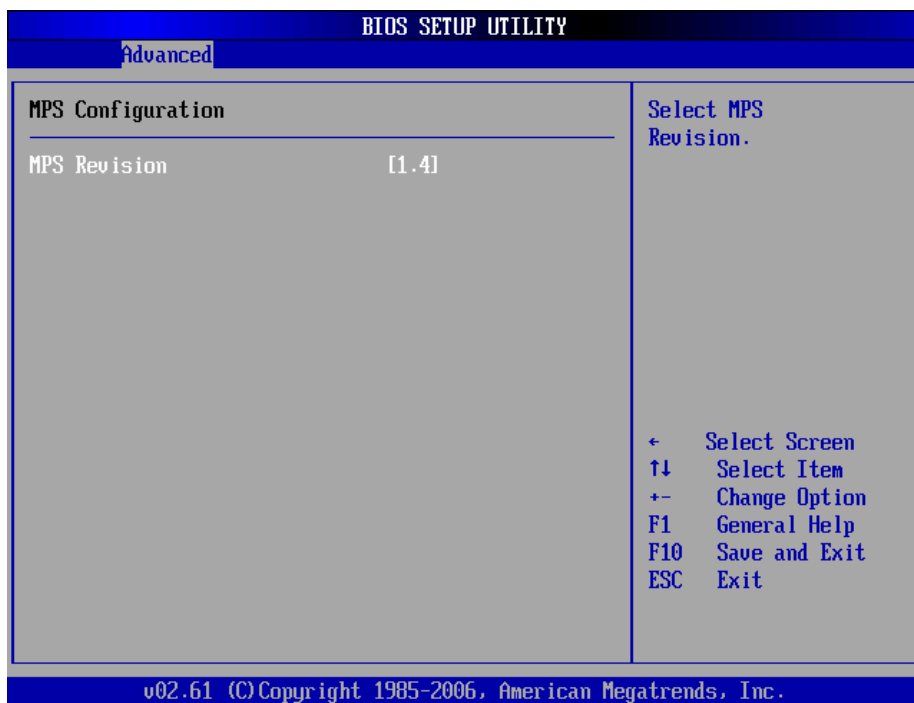 BIOS SETUP UTILITY
Advanced
MPS Configuration
MPS Revision [1.4]
Select MPS
Revision.
← Select Screen
↑↓ Select Item
+- Change Option
F1 General Help
F10 Save and Exit
ESC Exit
v02.61 (C)Copyright 1985-2006, American Megatrends, Inc.